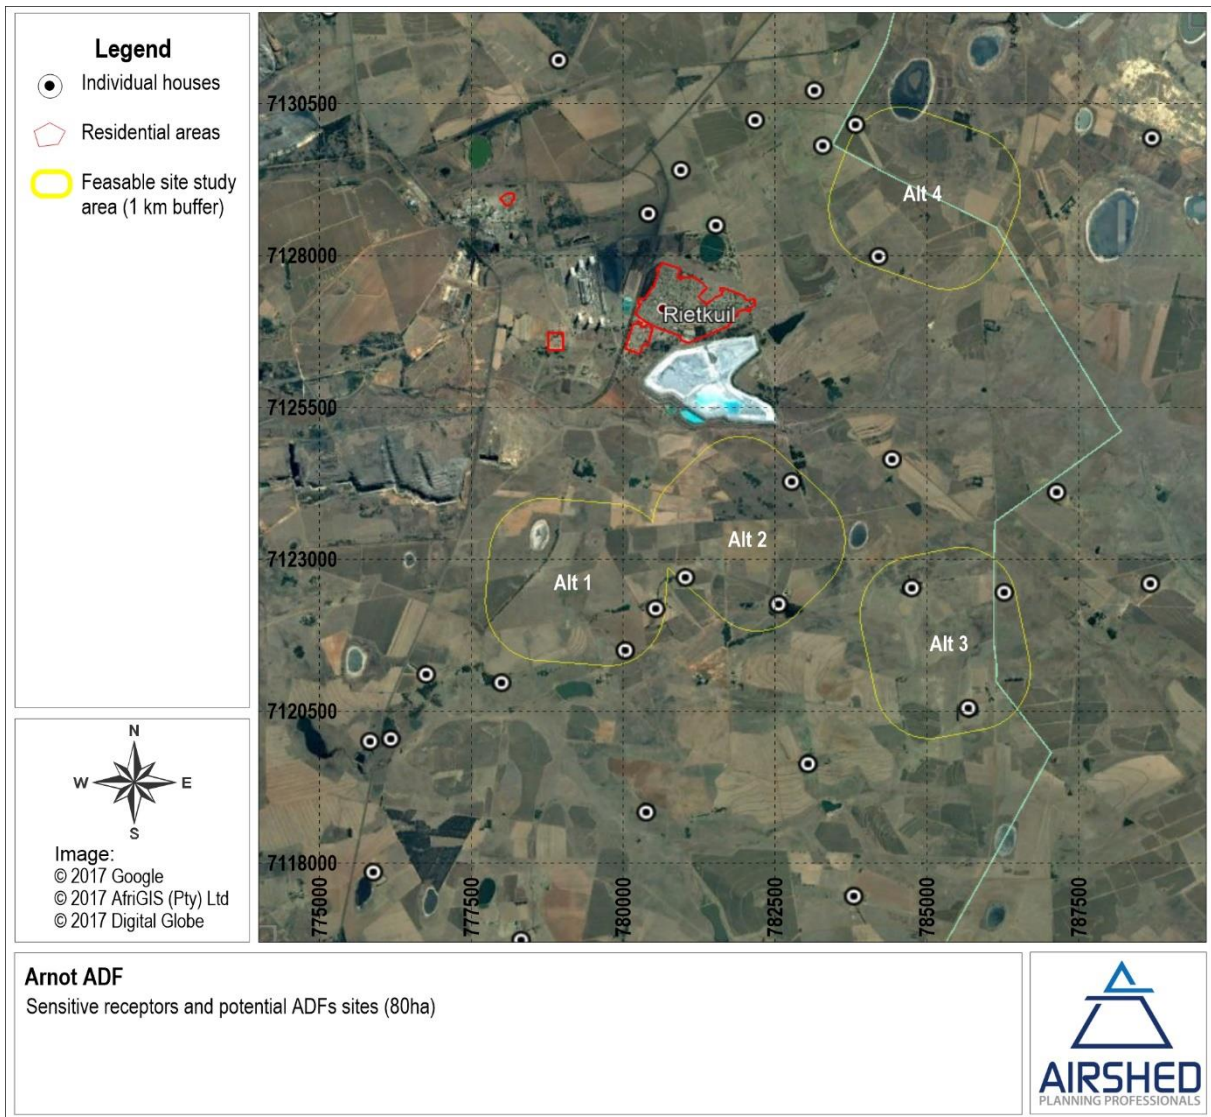 Legend
Individual houses
Residential areas
Feasable site study
area (1 km buffer)
N
W
E
S
Image:
© 2017 Google
© 2017 AfriGIS (Pty) Ltd
© 2017 Digital Globe
7130500
7128000
7125500
7123000
7120500
7118000
775000
777500
780000
782500
785000
787500
Alt 4
Rietkuil
Alt 2
Alt 1
Alt 3
Arnot ADF
Sensitive receptors and potential ADFs sites (80ha)
AIRSHED
PLANNING PROFESSIONALS